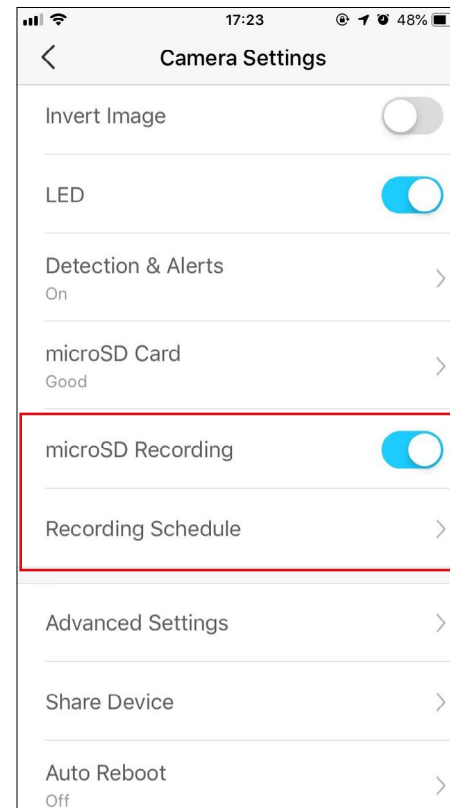 17:23
48%
Camera Settings
Invert Image
LED
Detection & Alerts
On
microSD Card
Good
microSD Recording
Recording Schedule
Advanced Settings
Share Device
Auto Reboot
Off